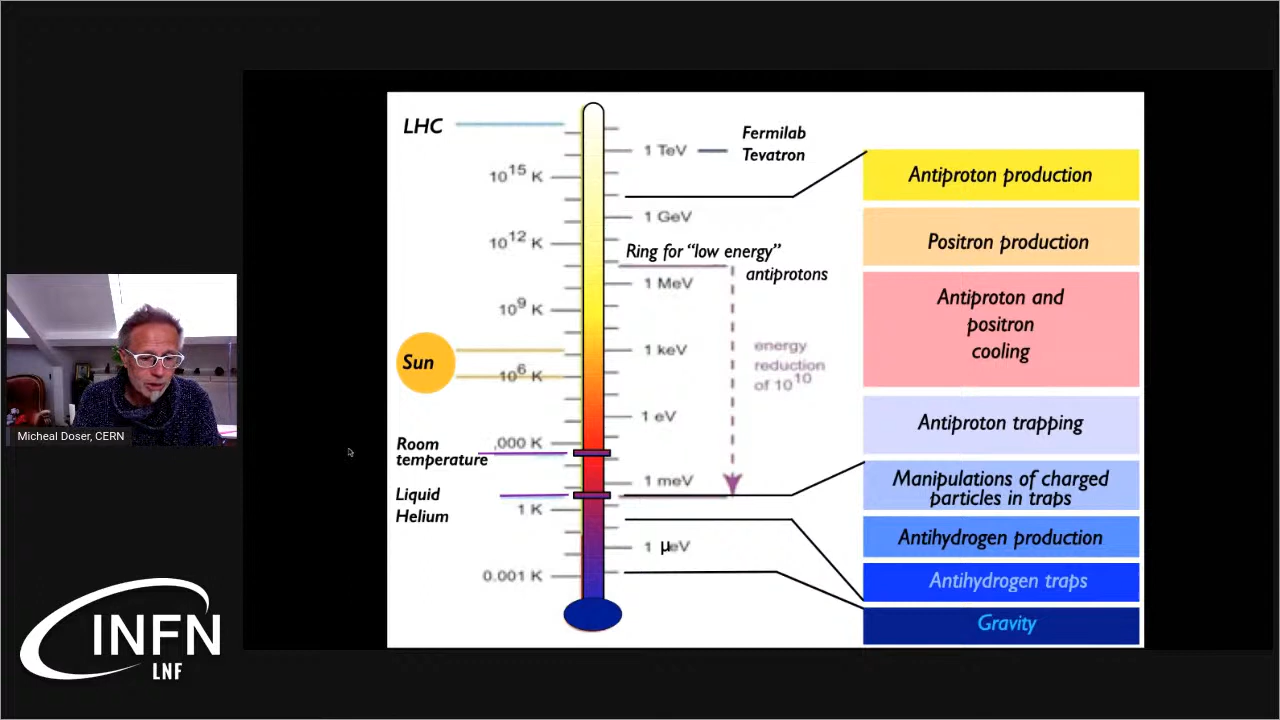 LHC
10^15 K
10^12 K
10^9 K
Sun
10^6 K
Room
temperature
,000 K
Liquid
Helium
1 K
0.001 K
1 TeV
Fermilab
Tevatron
1 GeV
Ring for “low energy”
antiprotons
1 MeV
1 keV
energy
reduction
of 10^10
1 eV
1 meV
1 μeV
Antiproton production
Positron production
Antiproton and
positron
cooling
Antiproton trapping
Manipulations of charged
particles in traps
Antihydrogen production
Antihydrogen traps
Gravity
Micheal Doser, CERN
INFN
LNF